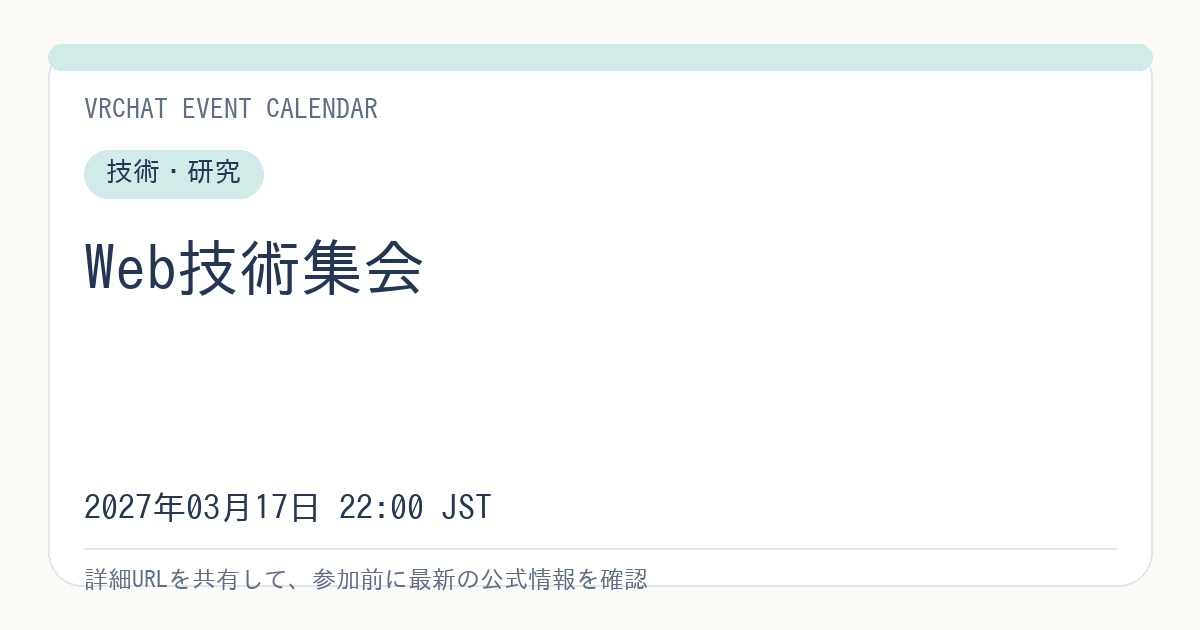 VRCHAT EVENT CALENDAR
技術・研究
Web技術集会
2027年03月17日 22:00 JST
詳細URLを共有して、参加前に最新の公式情報を確認